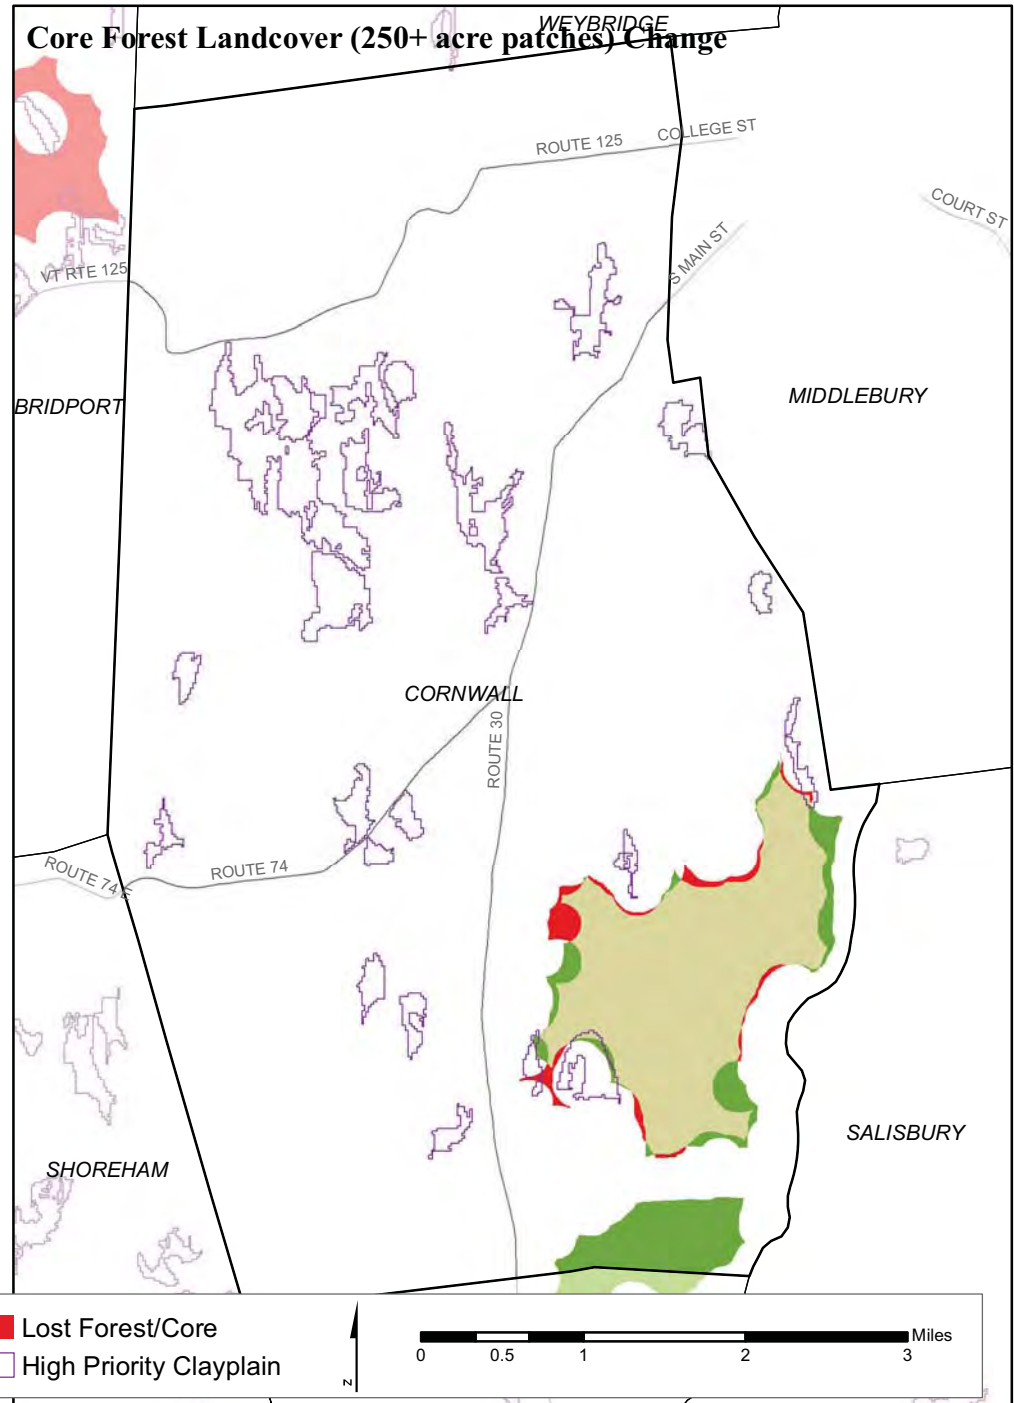 WEYBRIDGE
Core Forest Landcover (250+ acre patches) Change
ROUTE 125
COLLEGE ST
COURT ST
S MAIN ST
VT RTE 125
BRIDPORT
MIDDLEBURY
CORNWALL
ROUTE 30
ROUTE 74
ROUTE 74 E
SALISBURY
SHOREHAM
Lost Forest/Core
High Priority Clayplain
N
Miles
0 0.5 1 2 3